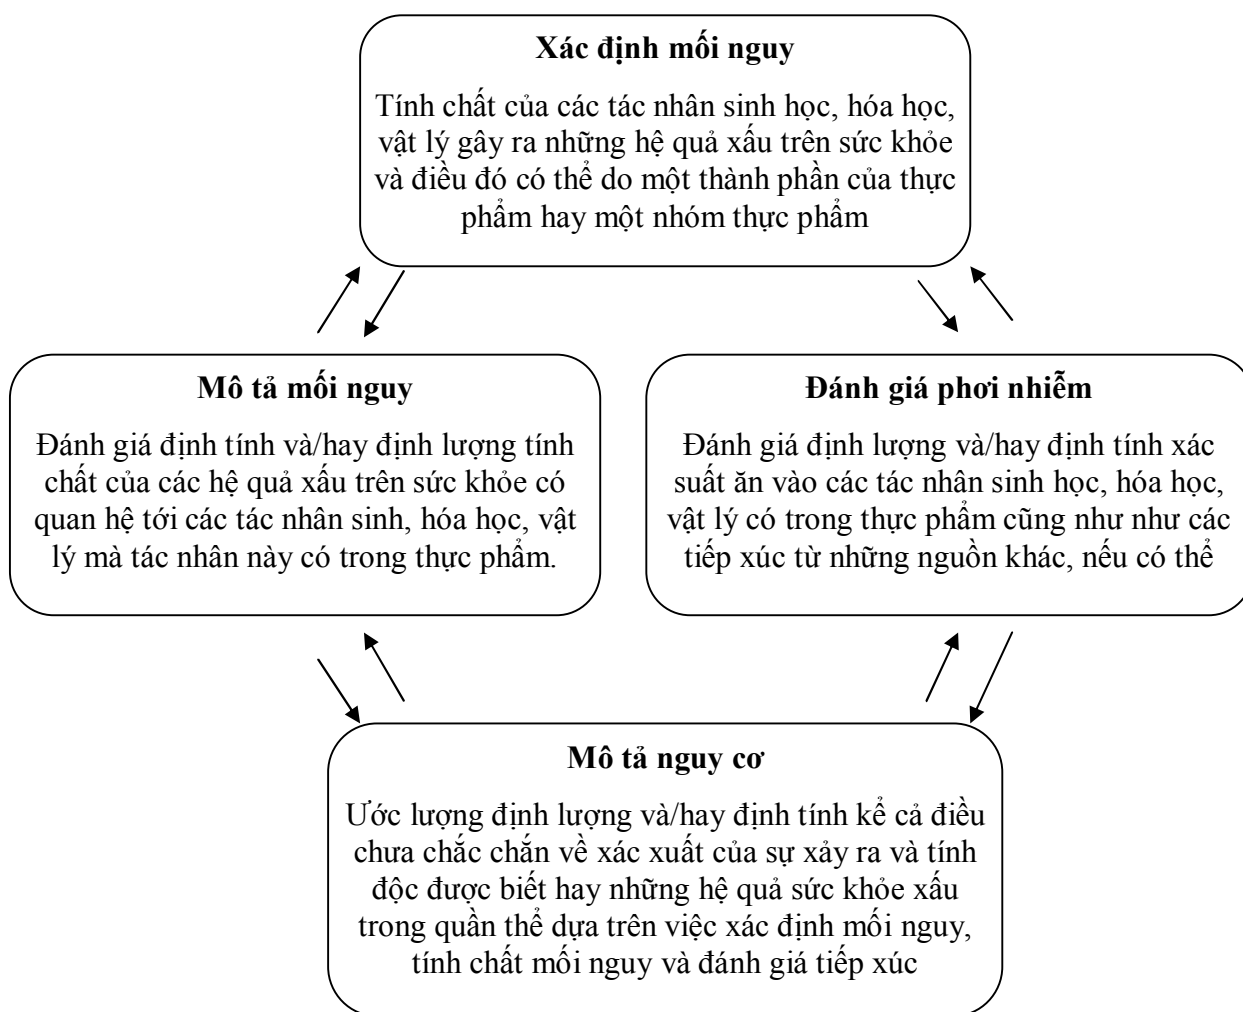 Xác định mối nguy
Tính chất của các tác nhân sinh học, hóa học,
vật lý gây ra những hệ quả xấu trên sức khỏe
và điều đó có thể do một thành phần của thực
phẩm hay một nhóm thực phẩm
Mô tả mối nguy
Đánh giá định tính và/hay định lượng tính
chất của các hệ quả xấu trên sức khỏe có
quan hệ tới các tác nhân sinh, hóa học, vật
lý mà tác nhân này có trong thực phẩm.
Đánh giá phơi nhiễm
Đánh giá định lượng và/hay định tính xác
suất ăn vào các tác nhân sinh học, hóa học,
vật lý có trong thực phẩm cũng như như các
tiếp xúc từ những nguồn khác, nếu có thể
Mô tả nguy cơ
Ước lượng định lượng và/hay định tính kể cả điều
chưa chắc chắn về xác xuất của sự xảy ra và tính
độc được biết hay những hệ quả sức khỏe xấu
trong quần thể dựa trên việc xác định mối nguy,
tính chất mối nguy và đánh giá tiếp xúc